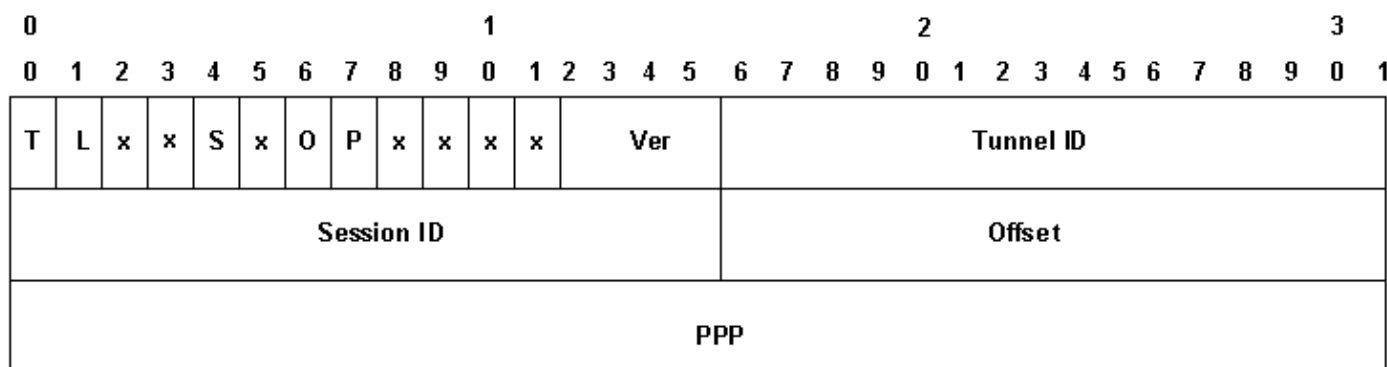 0 1 2 3
0 1 2 3 4 5 6 7 8 9 0 1 2 3 4 5 6 7 8 9 0 1 2 3 4 5 6 7 8 9 0 1
T L x x S x O P x x x x Ver Tunnel ID
Session ID Offset
PPP